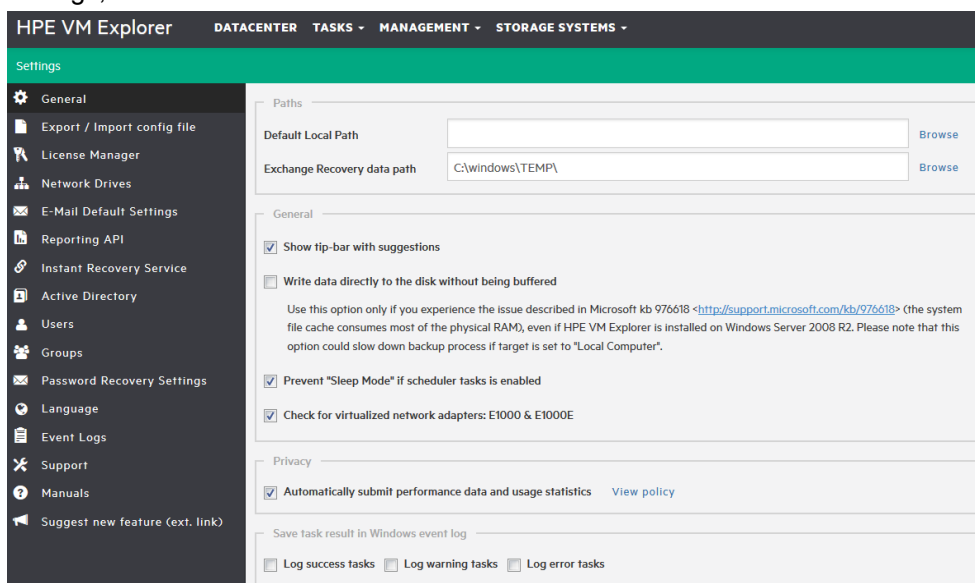 HPE VM Explorer DATACENTER TASKS MANAGEMENT STORAGE SYSTEMS
Settings
General
Export / Import config file
License Manager
Network Drives
E-Mail Default Settings
Reporting API
Instant Recovery Service
Active Directory
Users
Groups
Password Recovery Settings
Language
Event Logs
Support
Manuals
Suggest new feature (ext. link)
Paths
Default Local Path Browse
Exchange Recovery data path C:\windows\TEMP\ Browse
General
Show tip-bar with suggestions
Write data directly to the disk without being buffered
Use this option only if you experience the issue described in Microsoft kb 976618 <http://support.microsoft.com/kb/976618> (the system
file cache consumes most of the physical RAM), even if HPE VM Explorer is installed on Windows Server 2008 R2. Please note that this
option could slow down backup process if target is set to "Local Computer".
Prevent "Sleep Mode" if scheduler tasks is enabled
Check for virtualized network adapters: E1000 & E1000E
Privacy
Automatically submit performance data and usage statistics View policy
Save task result in Windows event log
Log success tasks Log warning tasks Log error tasks